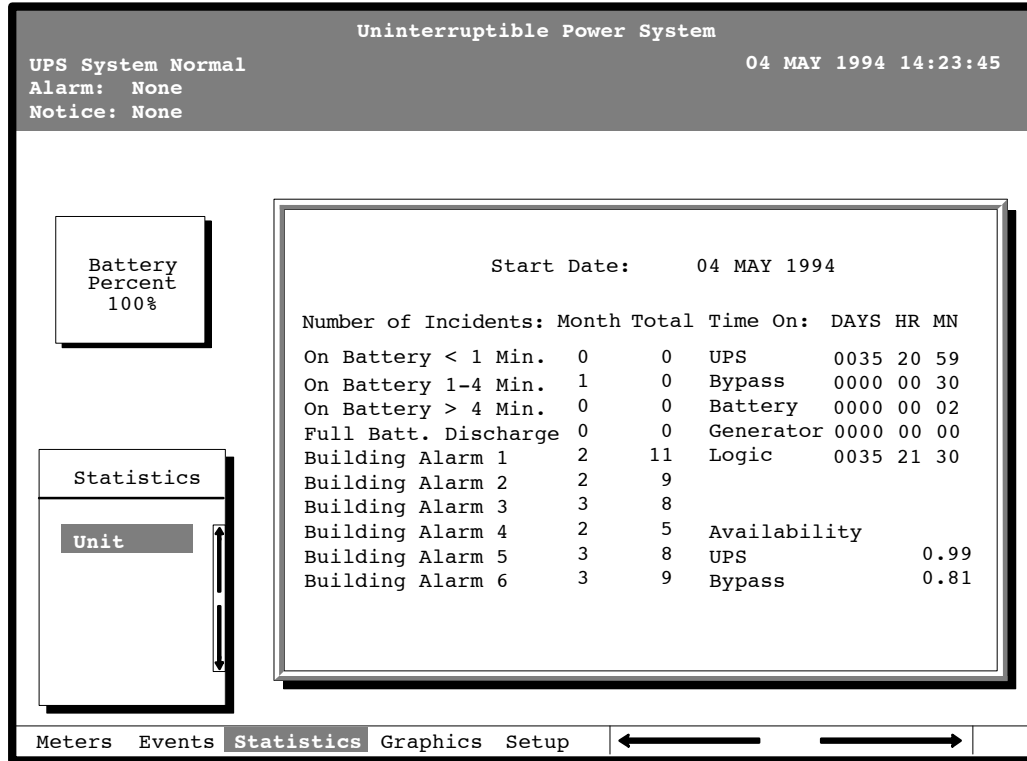 Uninterruptible Power System
UPS System Normal 04 MAY 1994 14:23:45
Alarm: None
Notice: None
Battery
Percent
100%
Start Date: 04 MAY 1994
Number of Incidents: Month Total Time On: DAYS HR MN
On Battery < 1 Min. 0 0 UPS 0035 20 59
On Battery 1-4 Min. 1 0 Bypass 0000 00 30
On Battery > 4 Min. 0 0 Battery 0000 00 02
Full Batt. Discharge 0 0 Generator 0000 00 00
Building Alarm 1 2 11 Logic 0035 21 30
Building Alarm 2 2 9
Building Alarm 3 3 8
Building Alarm 4 2 5 Availability
Building Alarm 5 3 8 UPS 0.99
Building Alarm 6 3 9 Bypass 0.81
Statistics
Unit
Meters Events Statistics Graphics Setup